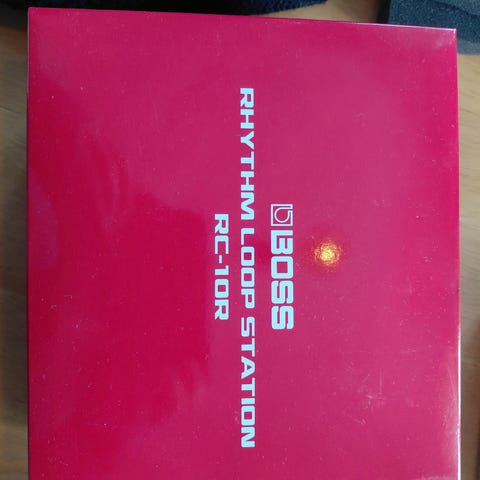 BOSS
RHYTHM LOOP STATION
RC-10R